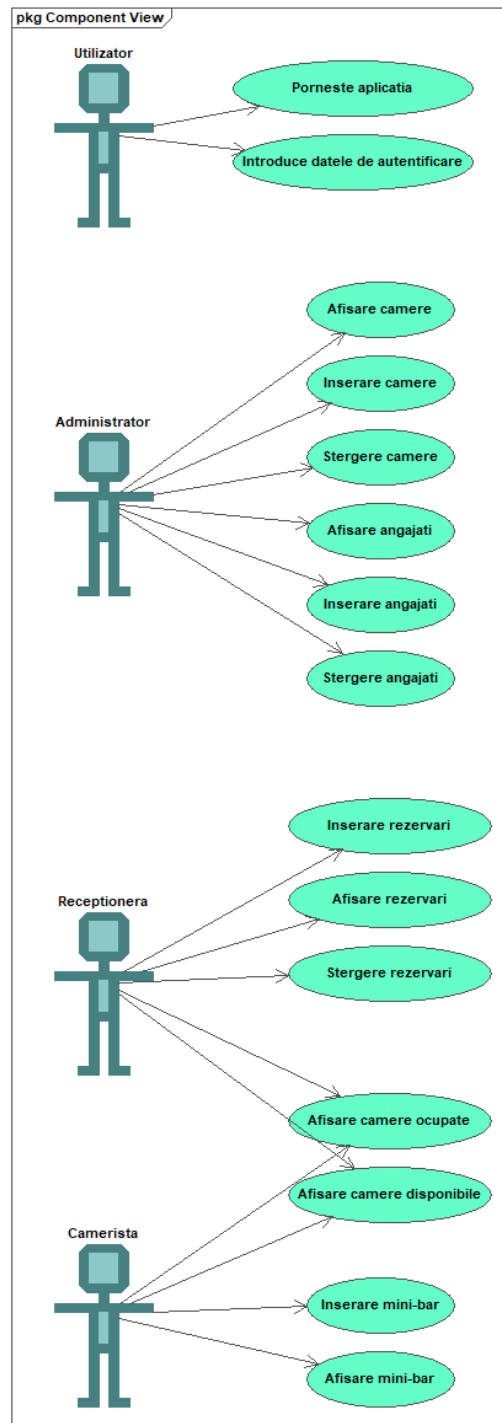 pkg Component View
Utilizator
Porneste aplicatia
Introduce datele de autentificare
Afisare camere
Inserare camere
Administrator
Stergere camere
Afisare angajati
Inserare angajati
Stergere angajati
Inserare rezervari
Receptionera
Afisare rezervari
Stergere rezervari
Afisare camere ocupate
Afisare camere disponibile
Camerista
Inserare mini-bar
Afisare mini-bar